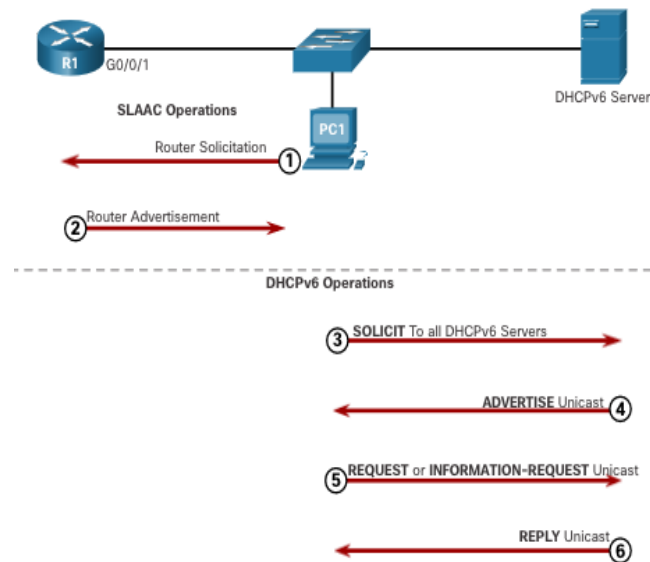 R1
G0/0/1
DHCPv6 Server
SLAAC Operations
PC1
Router Solicitation
1
2
Router Advertisement
DHCPv6 Operations
3
SOLICIT To all DHCPv6 Servers
ADVERTISE Unicast
4
5
REQUEST or INFORMATION-REQUEST Unicast
REPLY Unicast
6